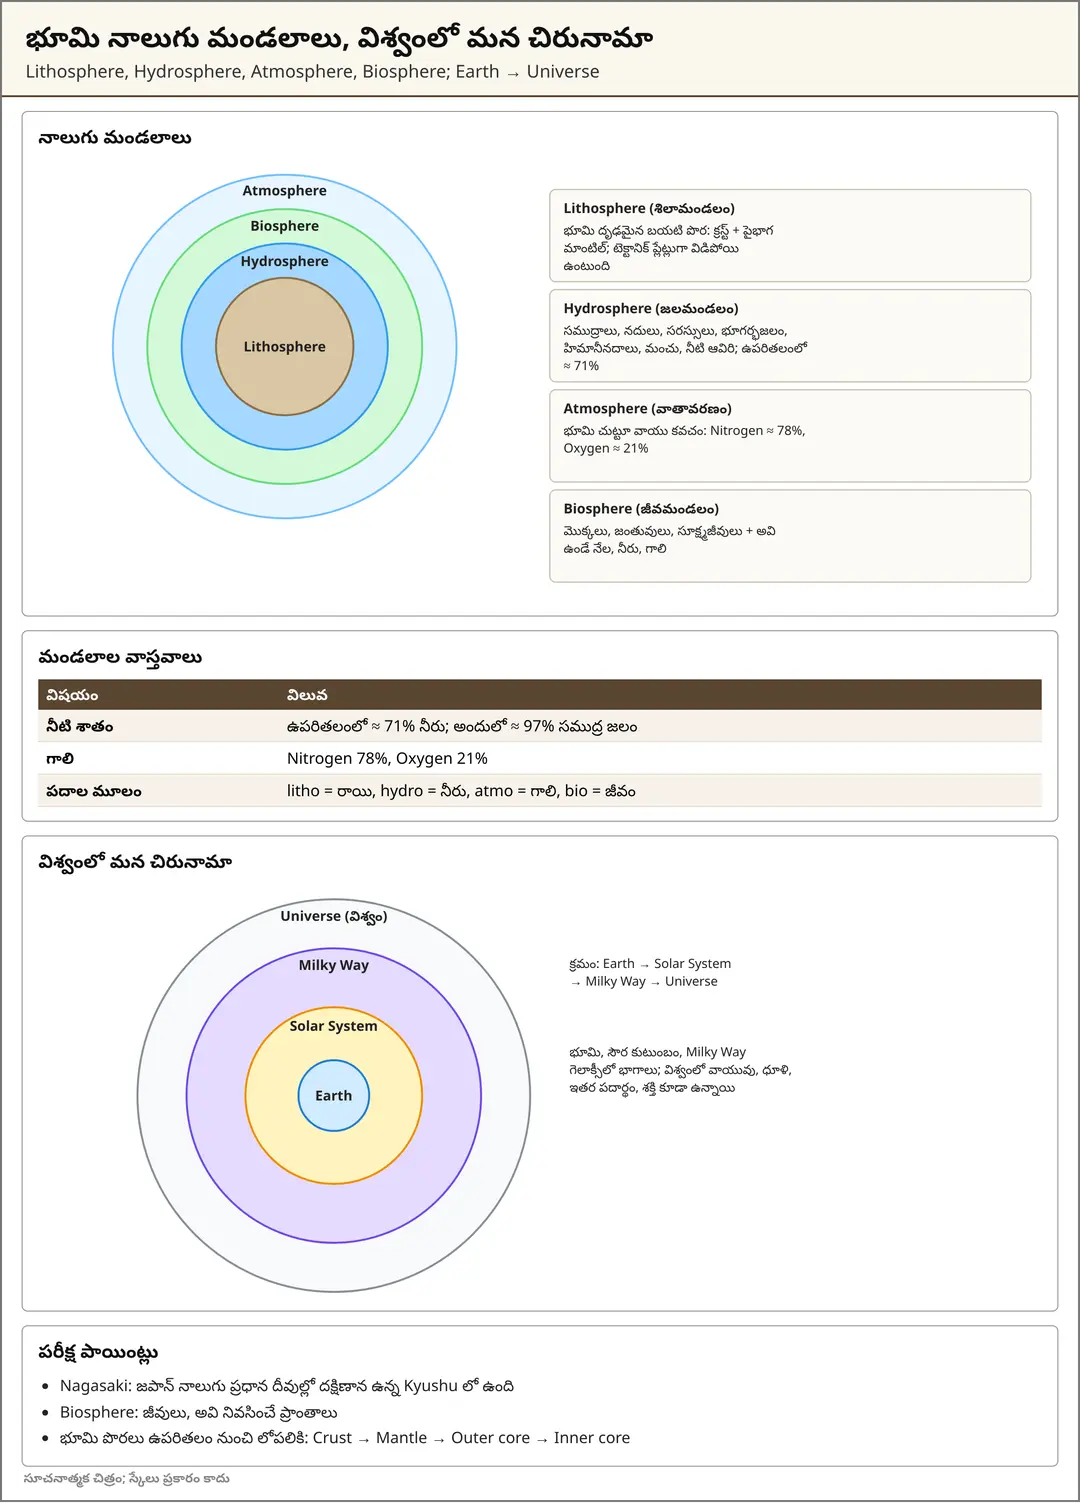 భూమి నాలుగు మండలాలు, విశ్వంలో మన చిరునామా
Lithosphere, Hydrosphere, Atmosphere, Biosphere; Earth → Universe
నాలుగు మండలాలు
Atmosphere
Biosphere
Hydrosphere
Lithosphere
Lithosphere (శిలామండలం)
భూమి దృఢమైన బయటి పొర: క్రస్ట్ + పైభాగ
మాంటిల్; టెక్టానిక్ ప్లేట్లుగా విడిపోయి
ఉంటుంది
Hydrosphere (జలమండలం)
సముద్రాలు, నదులు, సరస్సులు, భూగర్భజలం,
హిమానీనదాలు, మంచు, నీటి ఆవిరి; ఉపరితలంలో
≈ 71%
Atmosphere (వాతావరణం)
భూమి చుట్టూ వాయు కవచం: Nitrogen ≈ 78%,
Oxygen ≈ 21%
Biosphere (జీవమండలం)
మొక్కలు, జంతువులు, సూక్ష్మజీవులు + అవి
ఉండే నేల, నీరు, గాలి
మండలాల వాస్తవాలు
విషయం విలువ
నీటి శాతం ఉపరితలంలో ≈ 71% నీరు; అందులో ≈ 97% సముద్ర జలం
గాలి Nitrogen 78%, Oxygen 21%
పదాల మూలం litho = రాయి, hydro = నీరు, atmo = గాలి, bio = జీవం
విశ్వంలో మన చిరునామా
Universe (విశ్వం)
Milky Way
Solar System
Earth
క్రమం: Earth → Solar System
→ Milky Way → Universe
భూమి, సౌర కుటుంబం, Milky Way
గెలాక్సీలో భాగాలు; విశ్వంలో వాయువు, ధూళి,
ఇతర పదార్థం, శక్తి కూడా ఉన్నాయి
పరీక్ష పాయింట్లు
• Nagasaki: జపాన్ నాలుగు ప్రధాన దీవుల్లో దక్షిణాన ఉన్న Kyushu లో ఉంది
• Biosphere: జీవులు, అవి నివసించే ప్రాంతాలు
• భూమి పొరలు ఉపరితలం నుంచి లోపలికి: Crust → Mantle → Outer core → Inner core
సూచనాత్మక చిత్రం; స్కేలు ప్రకారం కాదు